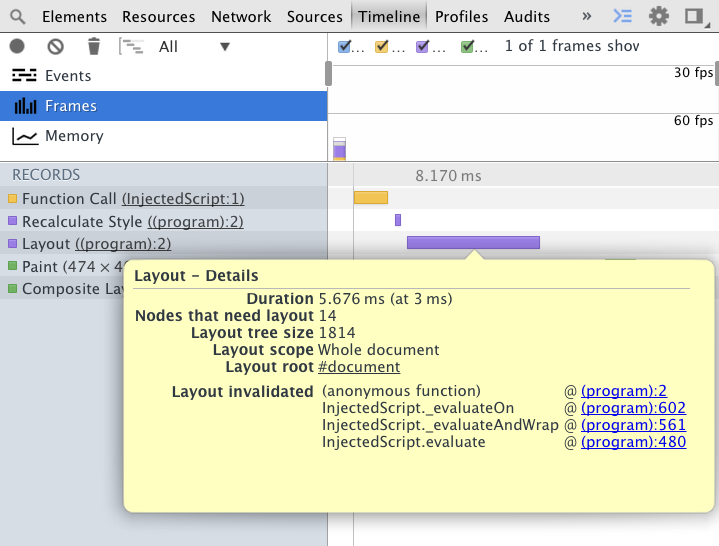 Elements Resources Network Sources Timeline Profiles Audits »
All ▼ … … … … 1 of 1 frames show
Events
30 fps
Frames
60 fps
Memory
RECORDS
8.170 ms
Function Call (InjectedScript:1)
Recalculate Style ((program):2)
Layout ((program):2)
Paint (474 × 4
Composite La
Layout – Details
Duration 5.676 ms (at 3 ms)
Nodes that need layout 14
Layout tree size 1814
Layout scope Whole document
Layout root #document
Layout invalidated (anonymous function) @ (program):2
InjectedScript._evaluateOn @ (program):602
InjectedScript._evaluateAndWrap @ (program):561
InjectedScript.evaluate @ (program):480